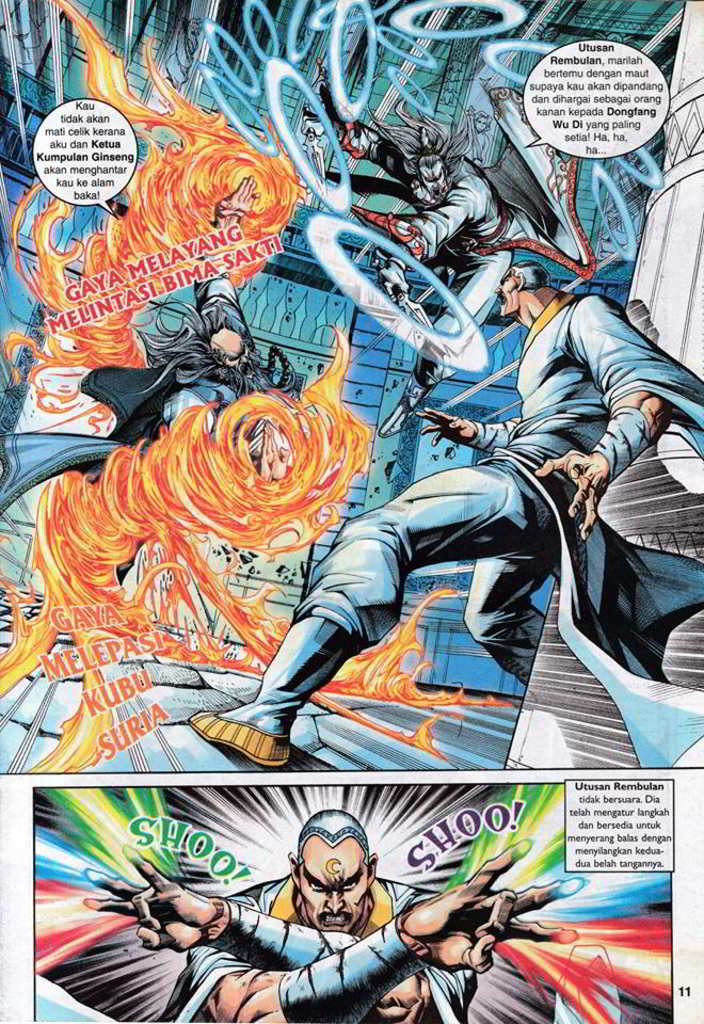 Kau
tidak akan
mati celik kerana
aku dan Ketua
Kumpulan Ginseng
akan menghantar
kau ke alam
baka!
Utusan
Rembulan, marilah
bertemu dengan maut
supaya kau akan dipandang
dan dihargai sebagai orang
kanan kepada Dongfang
Wu Di yang paling
setia! Ha, ha,
ha...
GAYA MELAYANG
MELINTASI BIMA SAKTI
GAYA
MELEPASI
KUBU
SURIA
SHOO!
SHOO!
Utusan Rembulan
tidak bersuara. Dia
telah mengatur langkah
dan bersedia untuk
menyerang balas dengan
menyilangkan kedua-
dua belah tangannya.
11